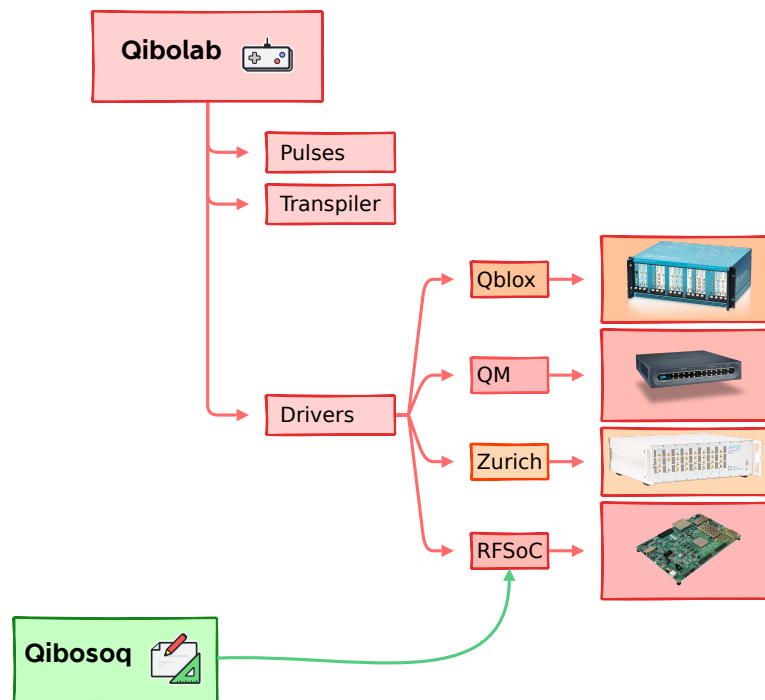 Qibolab
Pulses
Transpiler
Qblox
QM
Drivers
Zurich
RFSoC
Qibosoq